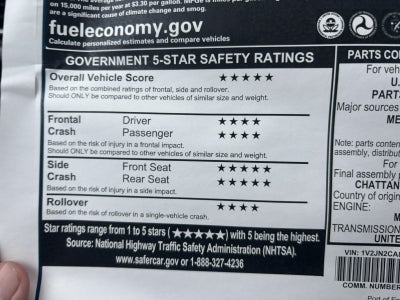 on 15,000 miles per year at $3.30 per gallon.
are a significant cause of climate change and smog.
fueleconomy.gov
Calculate personalized estimates and compare vehicles
GOVERNMENT 5-STAR SAFETY RATINGS
Overall Vehicle Score ★★★★★
Based on the combined ratings of frontal, side and rollover.
Should ONLY be compared to other vehicles of similar size and weight.
Frontal Driver ★★★★
Crash Passenger ★★★★
Based on the risk of injury in a frontal impact.
Should ONLY be compared to other vehicles of similar size and weight.
Side Front Seat ★★★★★
Crash Rear Seat ★★★★★
Based on the risk of injury in a side impact.
Rollover ★★★★
Based on the risk of rollover in a single-vehicle crash.
Star ratings range from 1 to 5 stars (★★★★★) with 5 being the highest.
Source: National Highway Traffic Safety Administration (NHTSA).
www.safercar.gov or 1-888-327-4236
PARTS CO
For veh
U.
PART
Major sources
ME
Note: parts conten
assembly, distribut
For
Final assembly p
CHATTAN
Country of origin
ENGINE:
M
TRANSMISSION
UNITE
VIN: 1V2JN2CA
COMM. NUMBER
Port of E